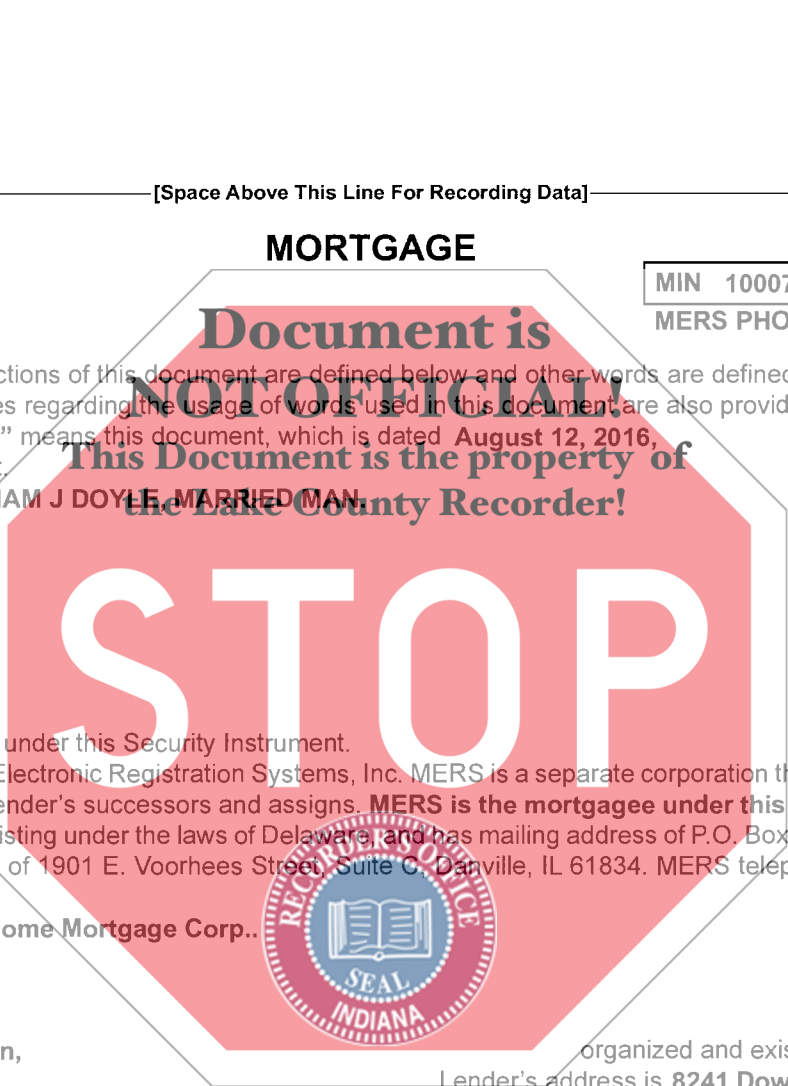 [Space Above This Line For Recording Data]
MORTGAGE
MIN 10007
MERS PHO
Document is
ctions of this document are defined below and other words are defined
NOT OFFICIAL!
es regarding the usage of words used in this document are also provid
” means this document, which is dated August 12, 2016,
This Document is the property of
t.
IAM J DOYLE, MARRIED MAN.
the Lake County Recorder!
STOP
under this Security Instrument.
Electronic Registration Systems, Inc. MERS is a separate corporation th
ender’s successors and assigns. MERS is the mortgagee under this
isting under the laws of Delaware, and has mailing address of P.O. Box
of 1901 E. Voorhees Street, Suite C, Danville, IL 61834. MERS telep
RECORDER'S OFFICE
ome Mortgage Corp..
SEAL
INDIANA
n,
organized and exis
Lender’s address is 8241 Dow